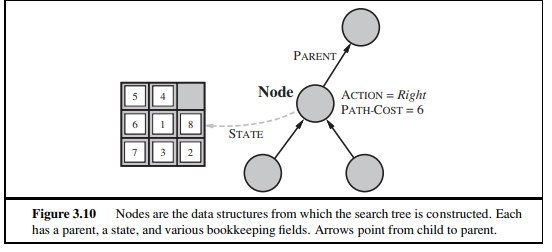 PARENT
Node
ACTION = Right
PATH-COST = 6
STATE
5 4
6 1 8
7 3 2
Figure 3.10 Nodes are the data structures from which the search tree is constructed. Each
has a parent, a state, and various bookkeeping fields. Arrows point from child to parent.